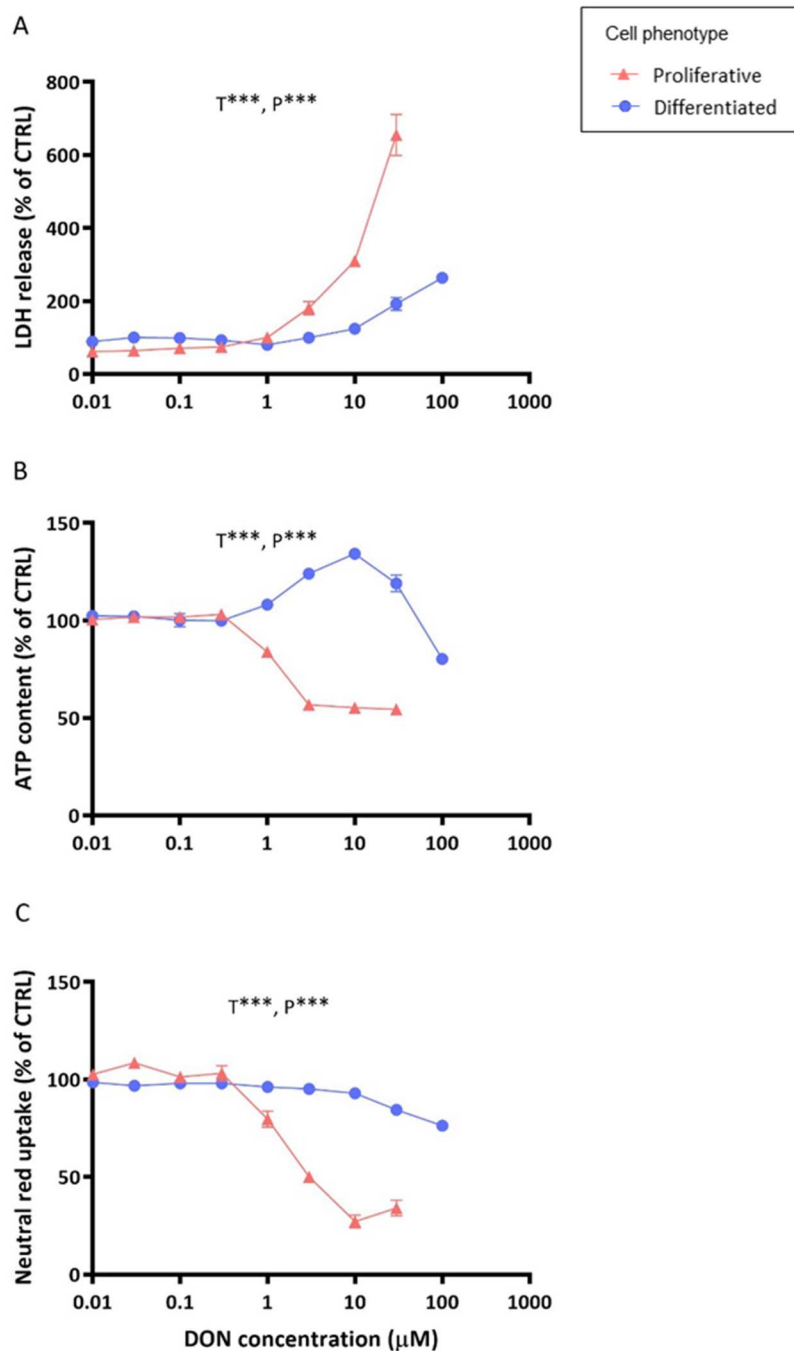 A
Cell phenotype
Proliferative
Differentiated
T***, P***
LDH release (% of CTRL)
800
600
400
200
0
0.01 0.1 1 10 100 1000
B
T***, P***
ATP content (% of CTRL)
150
100
50
0
0.01 0.1 1 10 100 1000
C
T***, P***
Neutral red uptake (% of CTRL)
150
100
50
0
0.01 0.1 1 10 100 1000
DON concentration (μM)